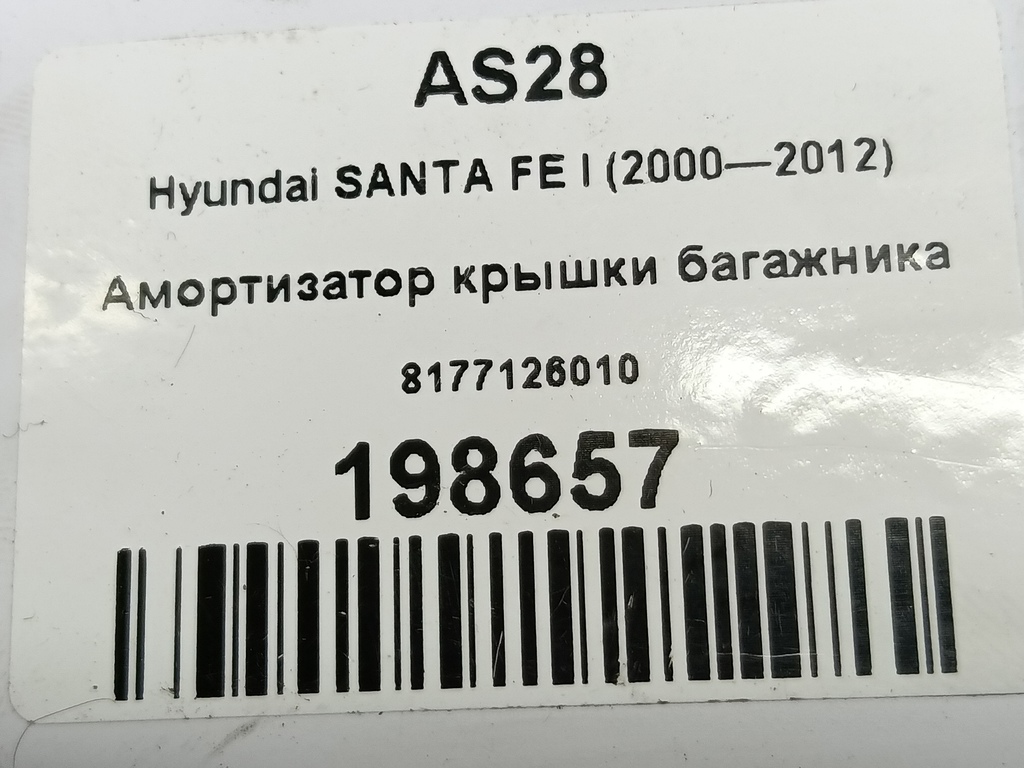 AS28
Hyundai SANTA FE I (2000—2012)
Амортизатор крышки багажника
8177126010
198657